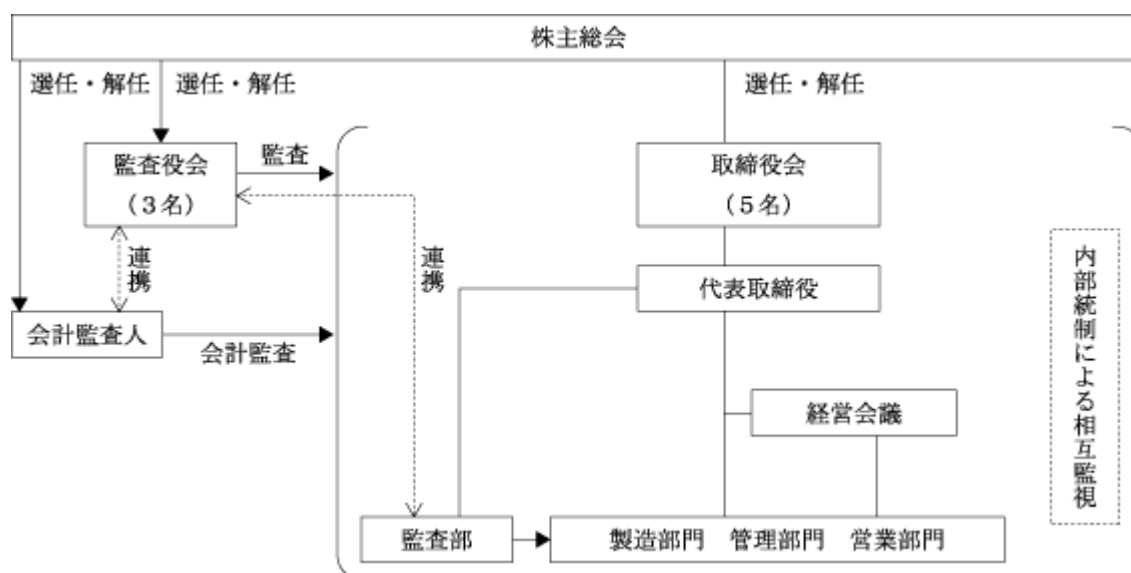 株主総会
選任・解任
選任・解任
選任・解任
監査役会
(3名)
監査
取締役会
(5名)
連携
連携
代表取締役
内部統制による相互監視
会計監査人
会計監査
経営会議
監査部
製造部門 管理部門 営業部門